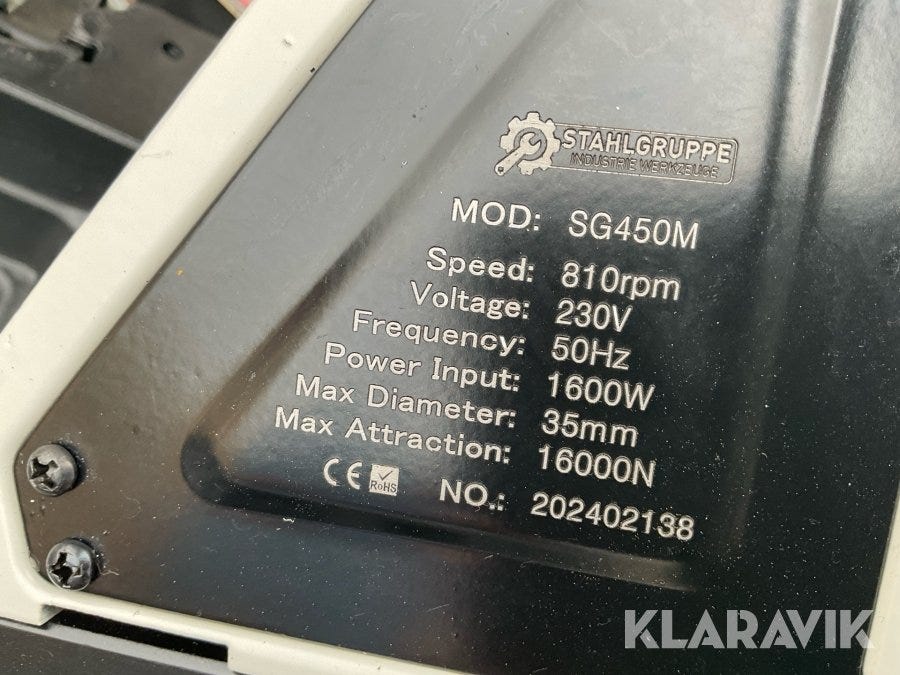 STAHLGRUPPE
INDUSTRIE WERKZEUGE
MOD: SG450M
Speed: 810rpm
Voltage: 230V
Frequency: 50Hz
Power Input: 1600W
Max Diameter: 35mm
Max Attraction: 16000N
CE RoHS NO.: 202402138
KLARAVIK